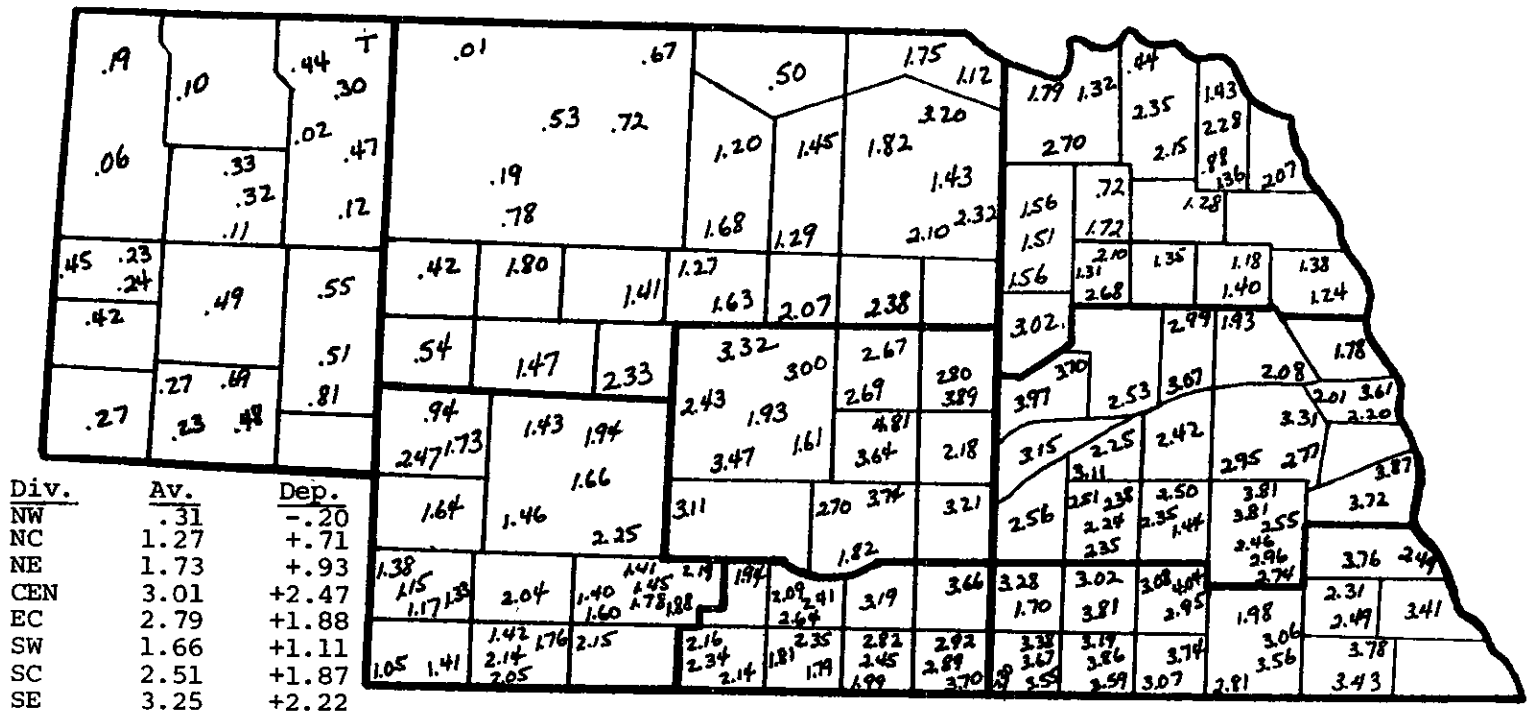 T
.19 .10 .44 .01 .67 .50 1.75 1.12
.30 1.79 1.32 .44 2.35 1.93
.02 .53 .72 1.20 1.45 1.82 3.20 2.28
.06 .33 .47 2.70 2.15 .88 1.36 2.07
.32 .12 .19 1.43 1.56 .72 1.28
.11 .78 1.68 1.29 2.10 2.32 1.51 1.72
.45 .23 .42 1.80 1.27 2.10 1.35 1.18 1.38
.24 .49 .55 1.41 1.63 2.07 2.38 1.56 1.31 2.68 1.40 1.24
.42 3.02 2.99 1.93
.51 .54 1.47 2.33 3.32 3.00 2.67 2.80 3.70 3.07 2.08 1.78
.27 .69 .81 2.43 2.69 3.89 3.97 2.53 2.01 3.61
.27 .23 .48 .94 1.43 1.94 1.93 4.81 2.20
2.47 1.73 3.47 1.61 3.64 2.18 3.15 2.25 2.42 3.31
1.66 3.11 2.95 2.77 3.87
1.64 1.46 3.11 2.70 3.74 3.21 2.56 2.51 2.38 2.50 3.81 3.72
2.25 1.82 2.24 2.35 1.44 3.81 2.55
2.35 2.46
2.96
2.74
1.38 1.41 2.19 1.94 3.66 3.28 3.02 3.08 4.04 3.76 2.49
1.15 2.04 1.40 1.45 2.09 2.41 3.19 2.31
1.17 1.33 1.60 1.78 1.88 2.64 1.70 3.81 2.95 1.98 2.49 3.41
1.42 1.76 2.15 2.16 2.35 2.82 2.92 3.38 3.19 3.06
1.05 1.41 2.14 2.34 1.81 1.79 2.45 2.89 3.67 3.86 3.74 3.56 3.78
2.05 2.14 1.99 3.70 3.55 3.59 3.07 2.81 3.43
Div. Av. Dep.
NW .31 -.20
NC 1.27 +.71
NE 1.73 +.93
CEN 3.01 +2.47
EC 2.79 +1.88
SW 1.66 +1.11
SC 2.51 +1.87
SE 3.25 +2.22